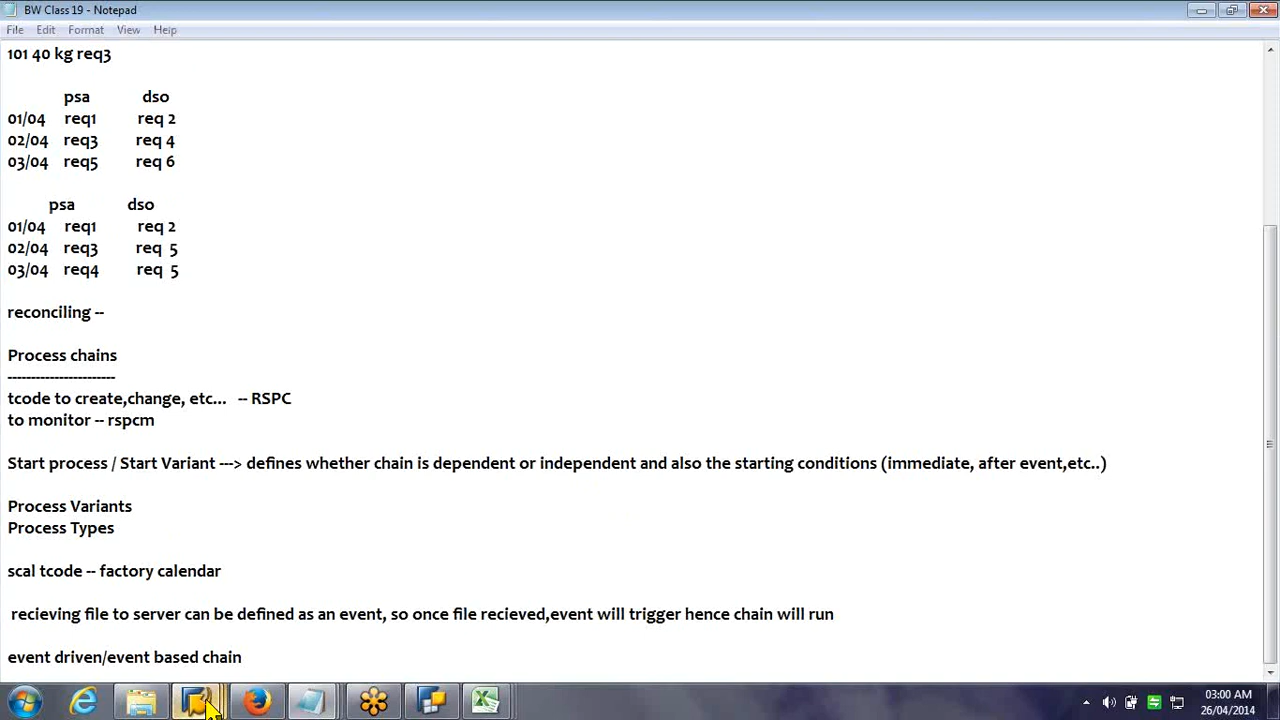 BW Class 19 - Notepad
File Edit Format View Help
101 40 kg req3
psa dso
01/04 req1 req 2
02/04 req3 req 4
03/04 req5 req 6
psa dso
01/04 req1 req 2
02/04 req3 req 5
03/04 req4 req 5
reconciling --
Process chains
-----------------------
tcode to create,change, etc... -- RSPC
to monitor -- rspcm
Start process / Start Variant ---> defines whether chain is dependent or independent and also the starting conditions (immediate, after event,etc..)
Process Variants
Process Types
scal tcode -- factory calendar
recieving file to server can be defined as an event, so once file recieved,event will trigger hence chain will run
event driven/event based chain
03:00 AM
26/04/2014